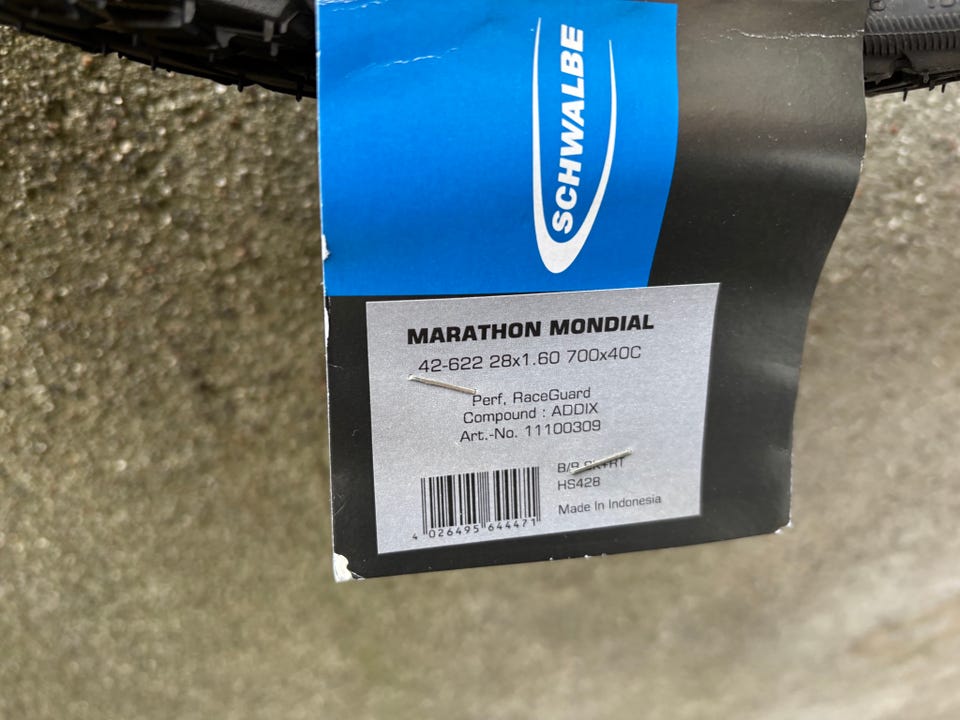 SCHWALBE
MARATHON MONDIAL
42-622 28x1.60 700x40C
Perf, RaceGuard
Compound : ADDIX
Art.-No. 11100309
HS428
Made In Indonesia
4 026495 644471